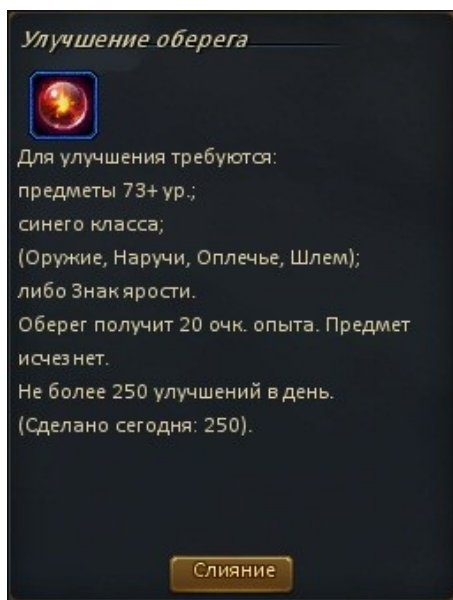 Улучшение оберега
Для улучшения требуются:
предметы 73+ ур.;
синего класса;
(Оружие, Наручи, Оплечье, Шлем);
либо Знак ярости.
Оберег получит 20 очк. опыта. Предмет
исчезнет.
Не более 250 улучшений в день.
(Сделано сегодня: 250).
Слияние